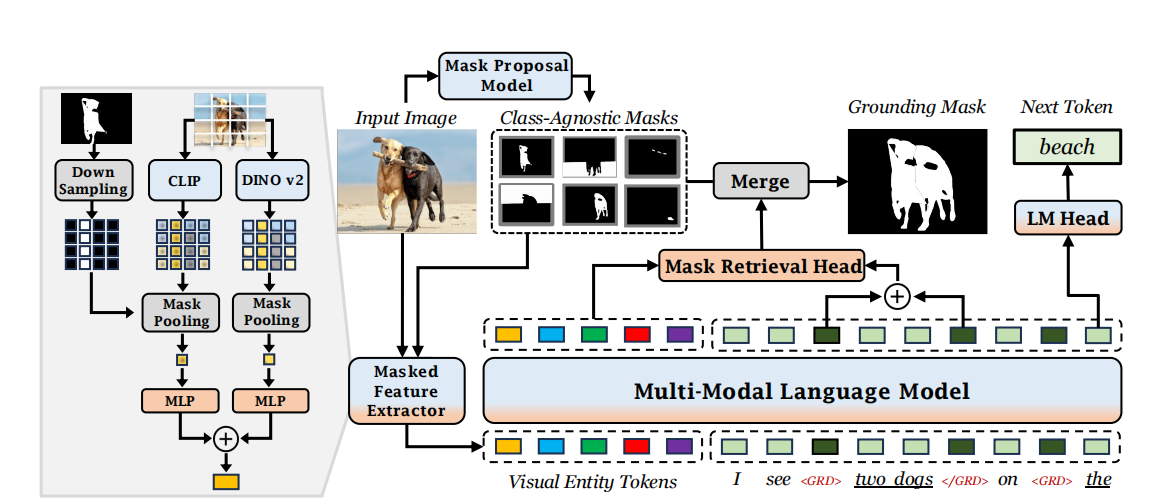 Mask Proposal
Model
Input Image
Class-Agnostic Masks
Grounding Mask
Next Token
beach
Down
Sampling
CLIP
DINO v2
Merge
LM Head
Mask Retrieval Head
+
Mask
Pooling
Mask
Pooling
Masked
Feature
Extractor
Multi-Modal Language Model
MLP
MLP
+
Visual Entity Tokens
I see <GRD> two dogs </GRD> on <GRD> the